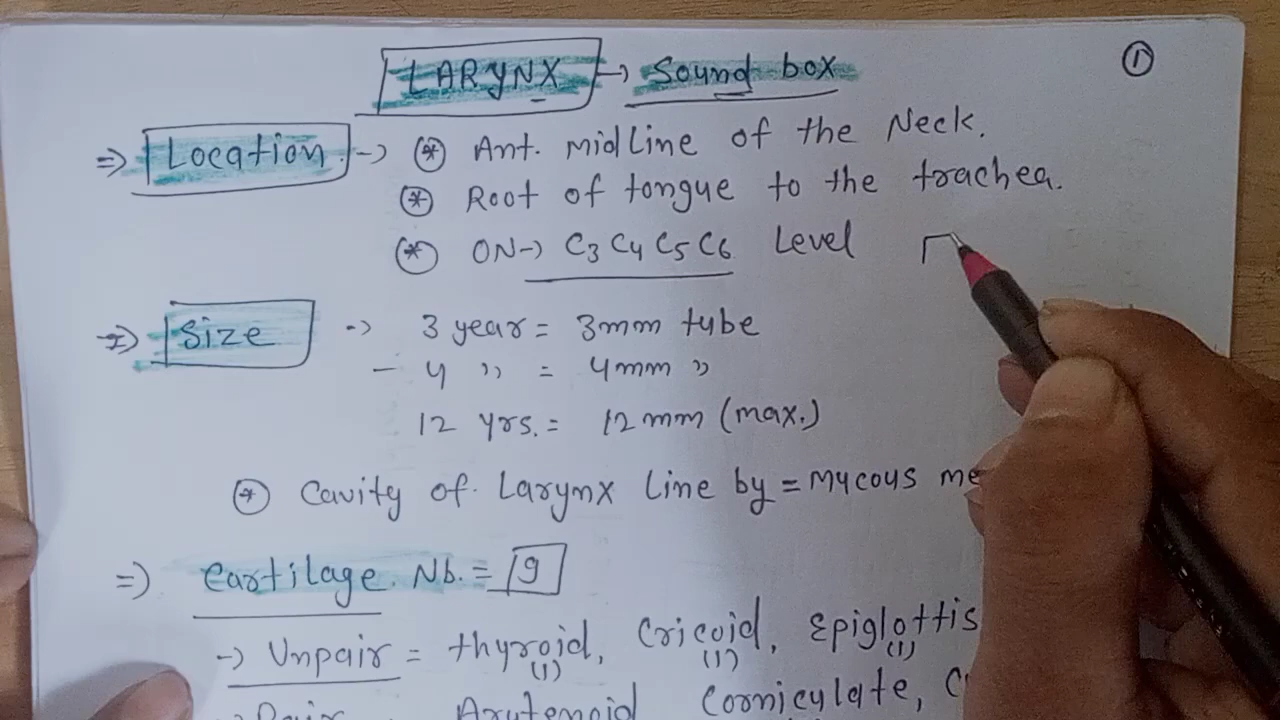 LARYNX → Sound box ①
⇒ Location → * Ant. midline of the Neck.
* Root of tongue to the trachea.
* ON → C3 C4 C5 C6 Level
⇒ Size → 3 year = 3mm tube
- 4 " = 4mm "
12 yrs. = 12 mm (max.)
* Cavity of Larynx Line by = Mucous me
⇒ Cartilage. Nb. = 9
→ Unpair = thyroid, Cricoid, Epiglottis
(1) (1) (1)
→ Pair Arytenoid Corniculate, C